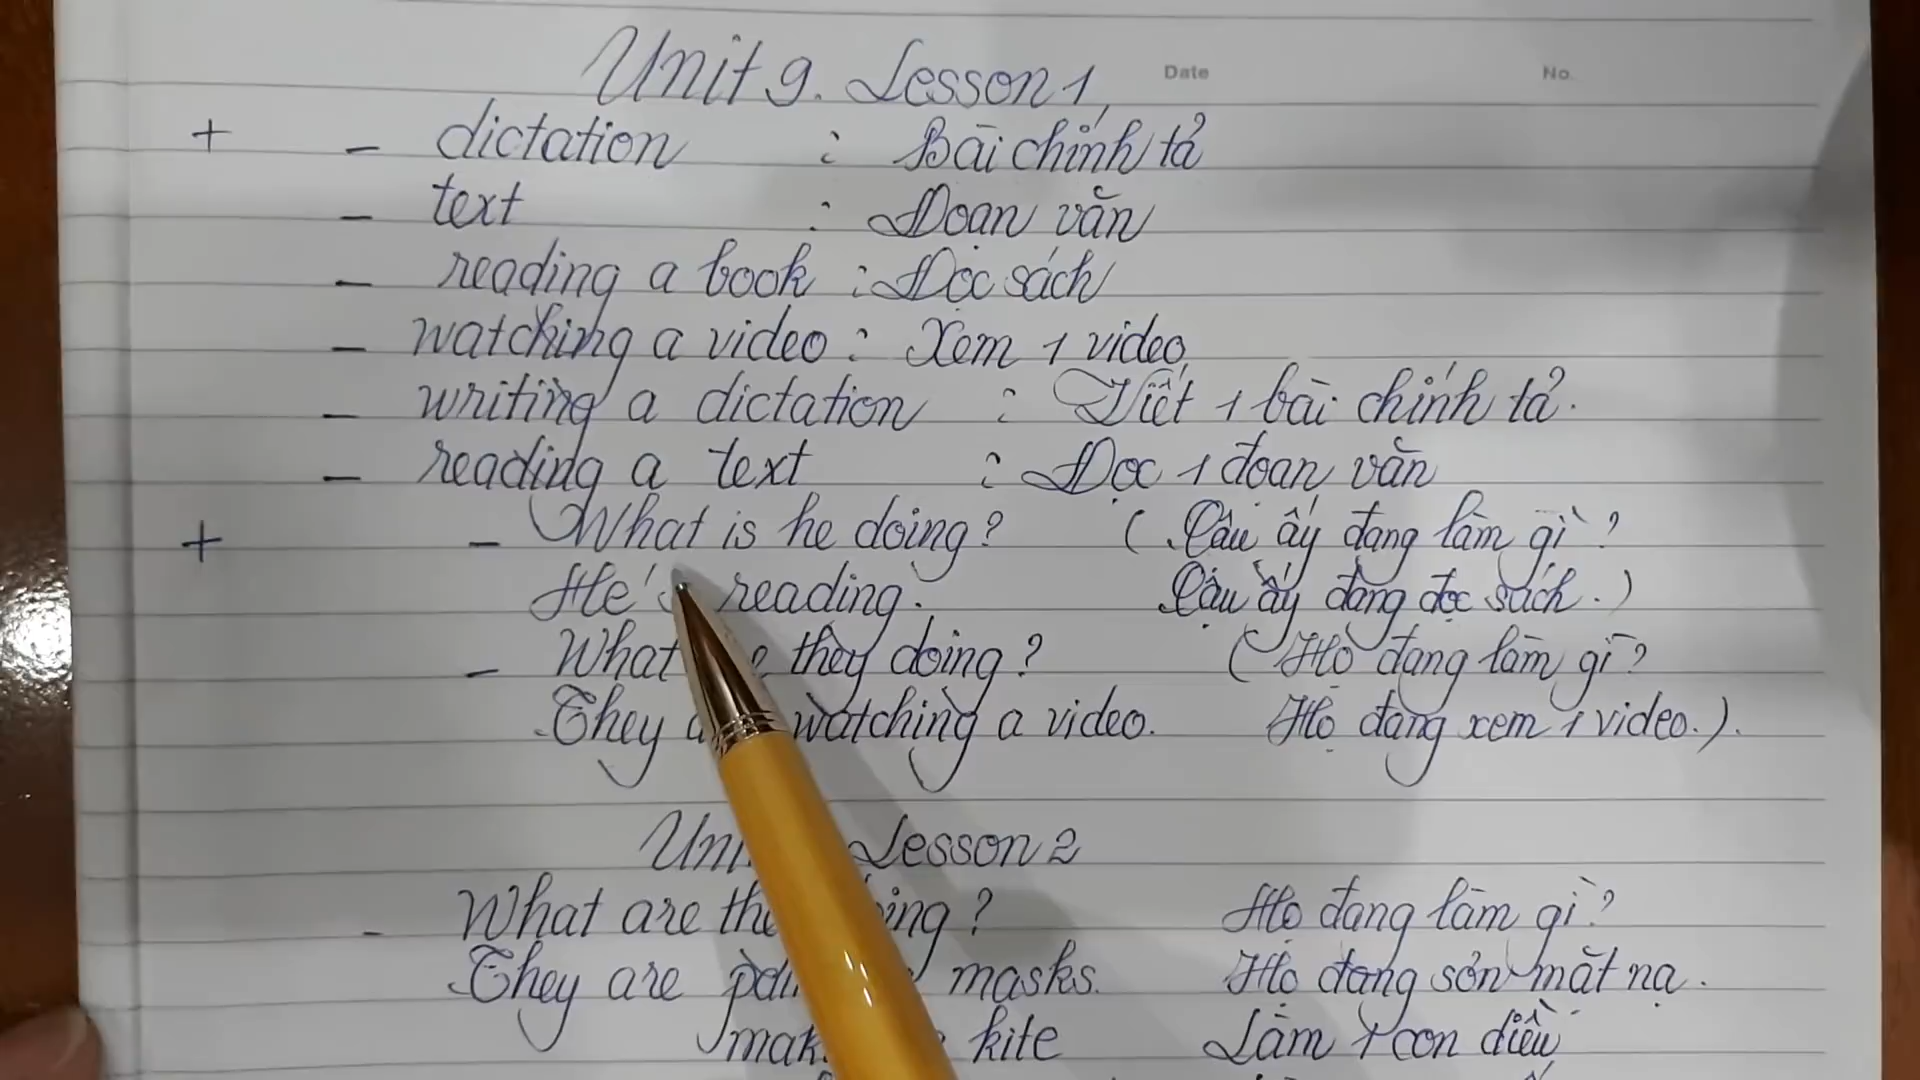 Unit 9. Lesson 1,
Date No.
+ - dictation : Bài chính tả
- text : Đoạn văn
- reading a book : Đọc sách
- watching a video : Xem 1 video
- writing a dictation : Viết 1 bài chính tả.
- reading a text : Đọc 1 đoạn văn
+ - What is he doing? ( Cậu ấy đang làm gì ?
He's reading. Cậu ấy đang đọc sách.)
- What they doing? ( Họ đang làm gì?
They watching a video. Họ đang xem 1 video.).
Lesson 2
- What are ? Họ đang làm gì?
They are masks. Họ đang sơn mặt nạ.
kite Làm 1 con diều